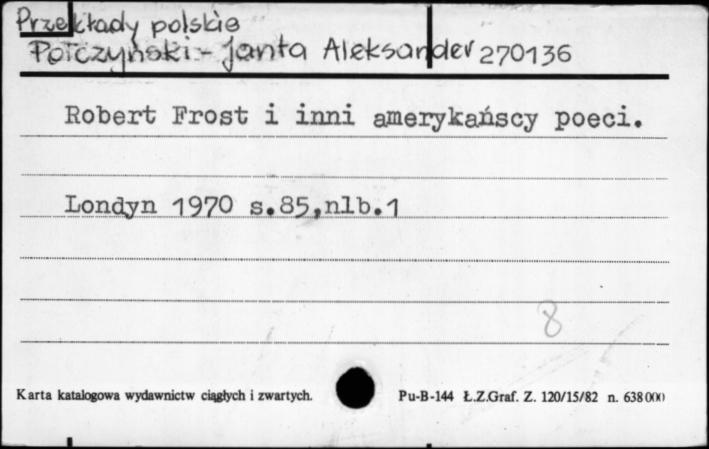 Przekłady polskie
Połczyński-Janta Aleksander 270136
Robert Frost i inni amerykańscy poeci.
Londyn 1970 s.85,nlb.1
8
Karta katalogowa wydawnictw ciągłych i zwartych.
Pu-B-144 Ł.Z.Graf. Z. 120/15/82 n. 638000